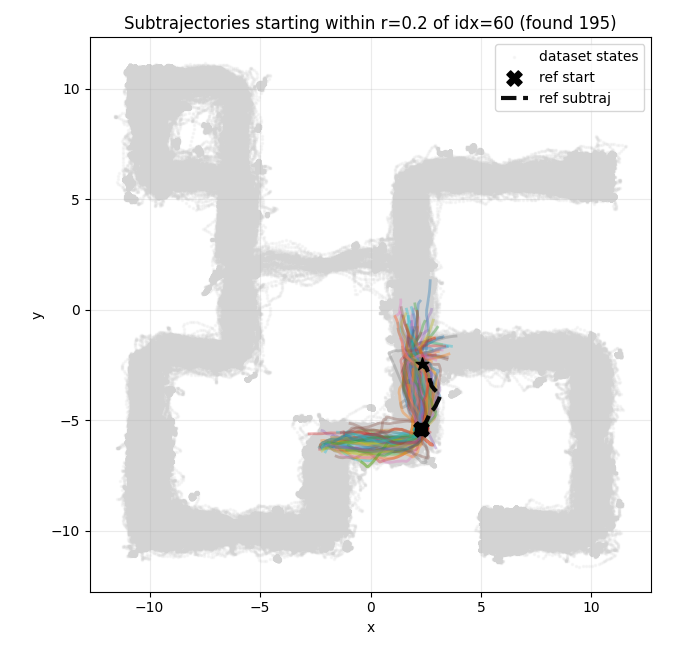 Subtrajectories starting within r=0.2 of idx=60 (found 195)
dataset states
ref start
ref subtraj
10
5
0
−5
−10
y
−10
−5
0
5
10
x